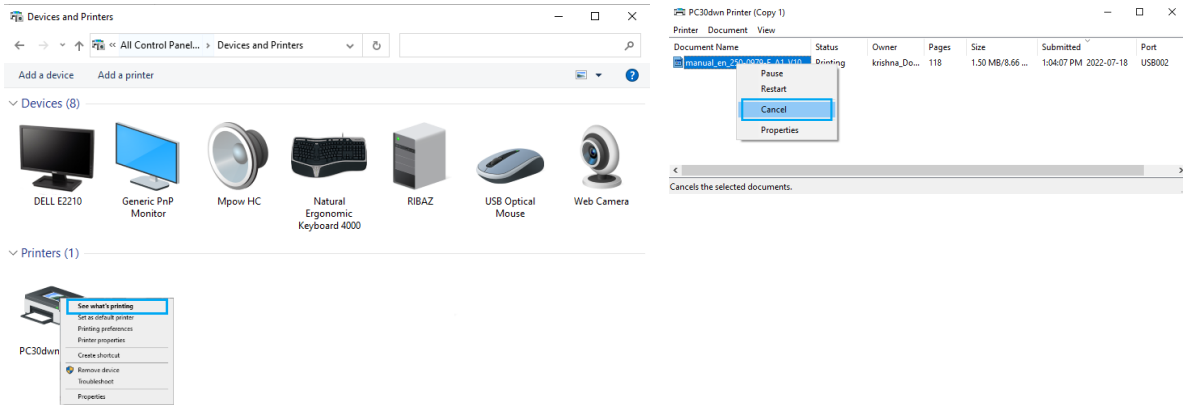 Devices and Printers
« All Control Panel... > Devices and Printers
Add a device Add a printer
Devices (8)
DELL E2210
Generic PnP
Monitor
Mpow HC
Natural
Ergonomic
Keyboard 4000
RIBAZ
USB Optical
Mouse
Web Camera
Printers (1)
PC30dwn
See what's printing
Set as default printer
Printing preferences
Printer properties
Create shortcut
Remove device
Troubleshoot
Properties
PC30dwn Printer (Copy 1)
Printer Document View
Document Name Status Owner Pages Size Submitted Port
manual_en_250-0979-E_A1_V10... Printing krishna_Do... 118 1.50 MB/8.66 ... 1:04:07 PM 2022-07-18 USB002
Pause
Restart
Cancel
Properties
Cancels the selected documents.